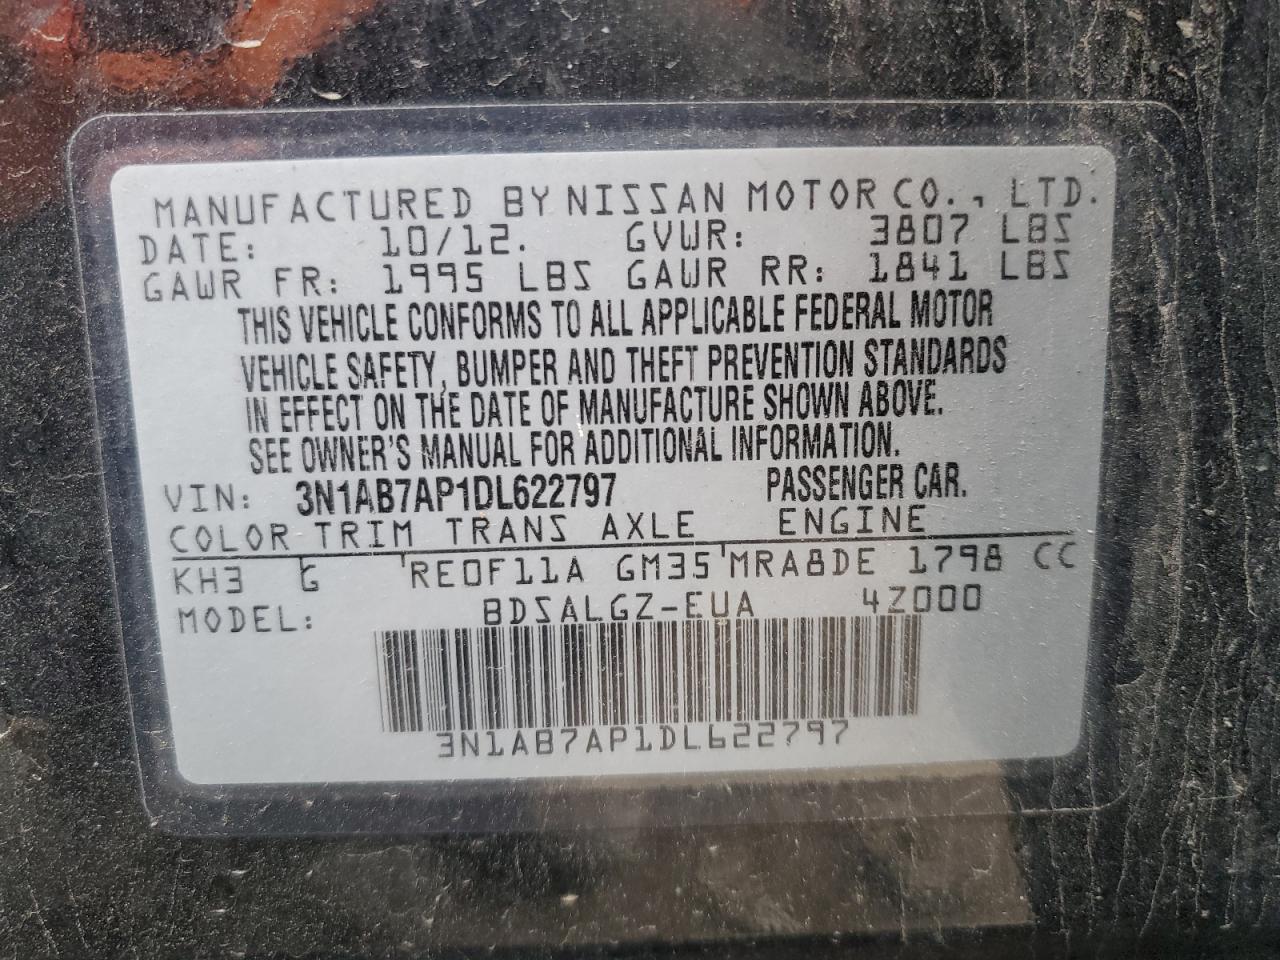 MANUFACTURED BY NISSAN MOTOR CO., LTD.
DATE: 10/12. GVWR: 3807 LBS
GAWR FR: 1995 LBS GAWR RR: 1841 LBS
THIS VEHICLE CONFORMS TO ALL APPLICABLE FEDERAL MOTOR
VEHICLE SAFETY, BUMPER AND THEFT PREVENTION STANDARDS
IN EFFECT ON THE DATE OF MANUFACTURE SHOWN ABOVE.
SEE OWNER'S MANUAL FOR ADDITIONAL INFORMATION.
VIN: 3N1AB7AP1DL622797 PASSENGER CAR.
COLOR TRIM TRANS AXLE ENGINE
KH3 G RE0F11A GM35 MRA8DE 1798 CC
MODEL: BDSALGZ-EUA 4Z000
3N1AB7AP1DL622797